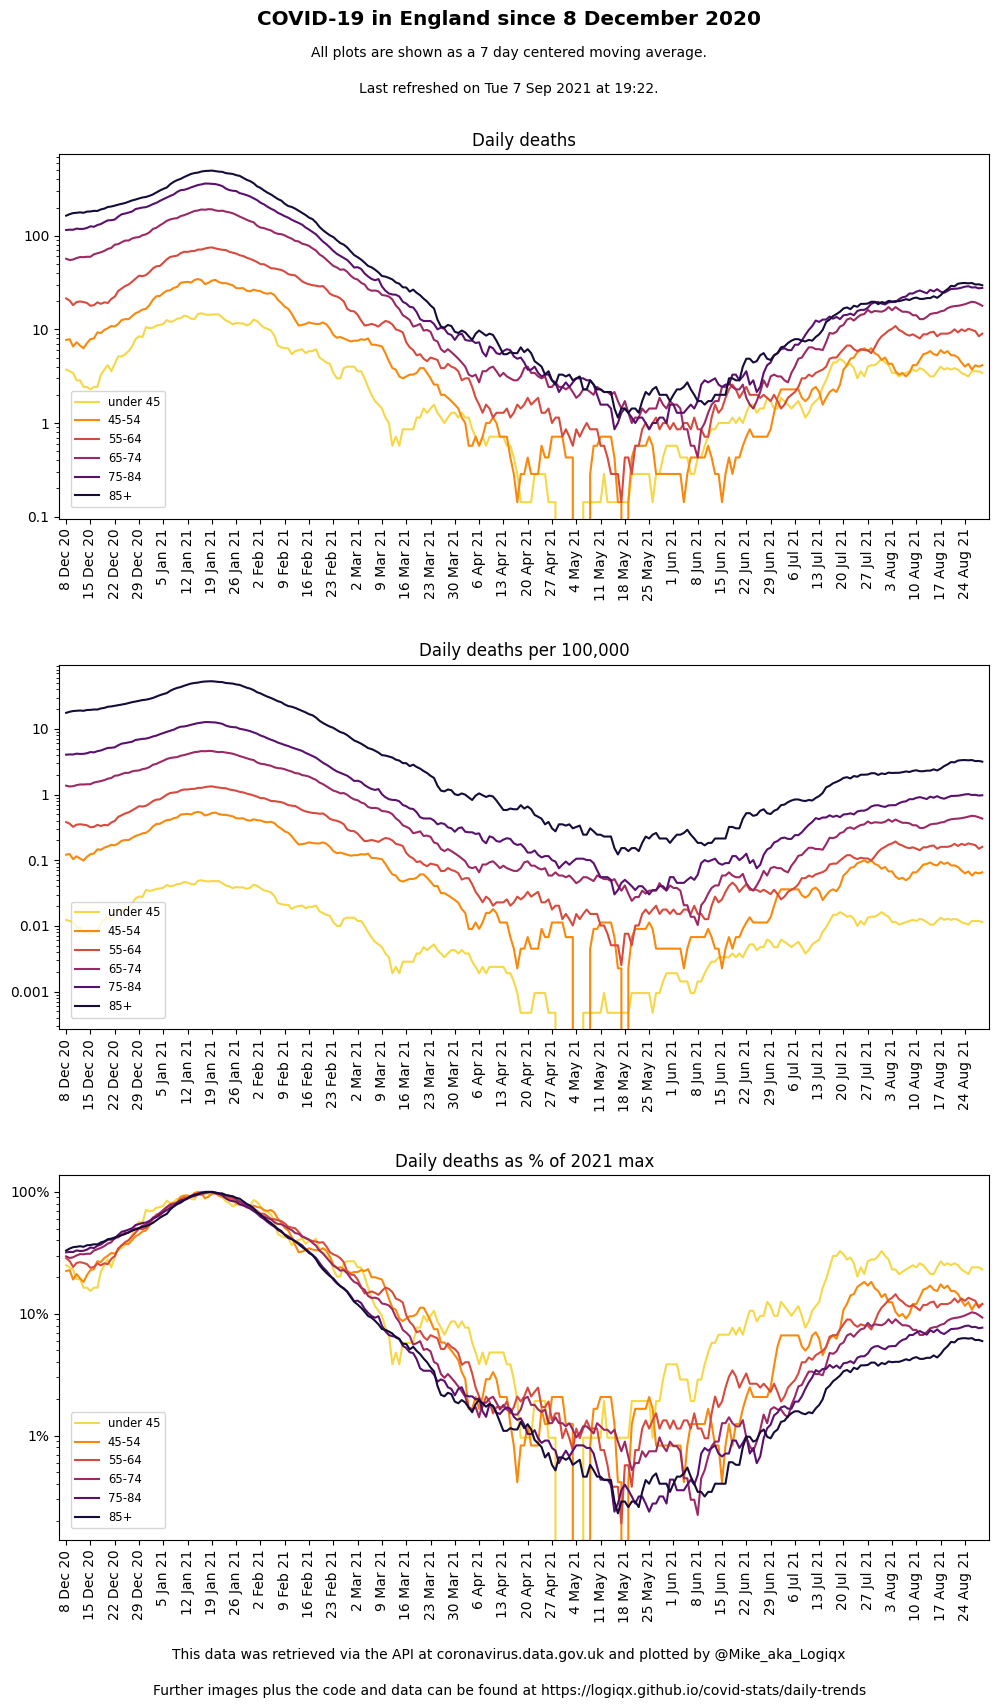 COVID-19 in England since 8 December 2020
All plots are shown as a 7 day centered moving average.
Last refreshed on Tue 7 Sep 2021 at 19:22.
Daily deaths
100
10
1
0.1
under 45
45-54
55-64
65-74
75-84
85+
8 Dec 20
15 Dec 20
22 Dec 20
29 Dec 20
5 Jan 21
12 Jan 21
19 Jan 21
26 Jan 21
2 Feb 21
9 Feb 21
16 Feb 21
23 Feb 21
2 Mar 21
9 Mar 21
16 Mar 21
23 Mar 21
30 Mar 21
6 Apr 21
13 Apr 21
20 Apr 21
27 Apr 21
4 May 21
11 May 21
18 May 21
25 May 21
1 Jun 21
8 Jun 21
15 Jun 21
22 Jun 21
29 Jun 21
6 Jul 21
13 Jul 21
20 Jul 21
27 Jul 21
3 Aug 21
10 Aug 21
17 Aug 21
24 Aug 21
Daily deaths per 100,000
10
1
0.1
0.01
0.001
under 45
45-54
55-64
65-74
75-84
85+
8 Dec 20
15 Dec 20
22 Dec 20
29 Dec 20
5 Jan 21
12 Jan 21
19 Jan 21
26 Jan 21
2 Feb 21
9 Feb 21
16 Feb 21
23 Feb 21
2 Mar 21
9 Mar 21
16 Mar 21
23 Mar 21
30 Mar 21
6 Apr 21
13 Apr 21
20 Apr 21
27 Apr 21
4 May 21
11 May 21
18 May 21
25 May 21
1 Jun 21
8 Jun 21
15 Jun 21
22 Jun 21
29 Jun 21
6 Jul 21
13 Jul 21
20 Jul 21
27 Jul 21
3 Aug 21
10 Aug 21
17 Aug 21
24 Aug 21
Daily deaths as % of 2021 max
100%
10%
1%
under 45
45-54
55-64
65-74
75-84
85+
8 Dec 20
15 Dec 20
22 Dec 20
29 Dec 20
5 Jan 21
12 Jan 21
19 Jan 21
26 Jan 21
2 Feb 21
9 Feb 21
16 Feb 21
23 Feb 21
2 Mar 21
9 Mar 21
16 Mar 21
23 Mar 21
30 Mar 21
6 Apr 21
13 Apr 21
20 Apr 21
27 Apr 21
4 May 21
11 May 21
18 May 21
25 May 21
1 Jun 21
8 Jun 21
15 Jun 21
22 Jun 21
29 Jun 21
6 Jul 21
13 Jul 21
20 Jul 21
27 Jul 21
3 Aug 21
10 Aug 21
17 Aug 21
24 Aug 21
This data was retrieved via the API at coronavirus.data.gov.uk and plotted by @Mike_aka_Logiqx
Further images plus the code and data can be found at https://logiqx.github.io/covid-stats/daily-trends